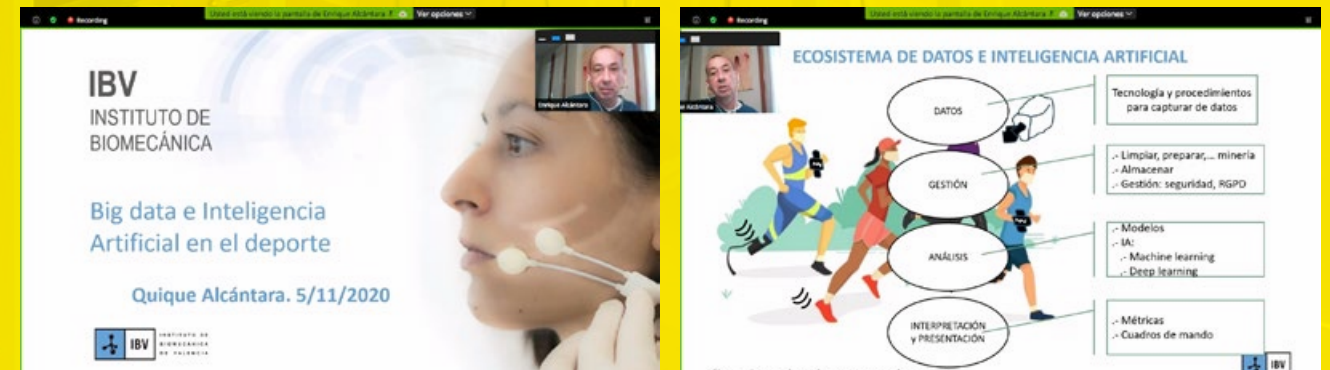 Recording
Usted está viendo la pantalla de Enrique Alcántara
Ver opciones
Enrique Alcántara
IBV
INSTITUTO DE
BIOMECÁNICA
Big data e Inteligencia
Artificial en el deporte
Quique Alcántara. 5/11/2020
IBV
INSTITUTO DE
BIOMECÁNICA
DE VALENCIA
Recording
Usted está viendo la pantalla de Enrique Alcántara
Ver opciones
Alcántara
ECOSISTEMA DE DATOS E INTELIGENCIA ARTIFICIAL
DATOS
Tecnología y procedimientos
para capturar de datos
GESTIÓN
.- Limpiar, preparar,... minería
.- Almacenar
.- Gestión: seguridad, RGPD
ANÁLISIS
.- Modelos
.- IA:
.- Machine learning
.- Deep learning
INTERPRETACIÓN
y PRESENTACIÓN
.- Métricas
.- Cuadros de mando
IBV